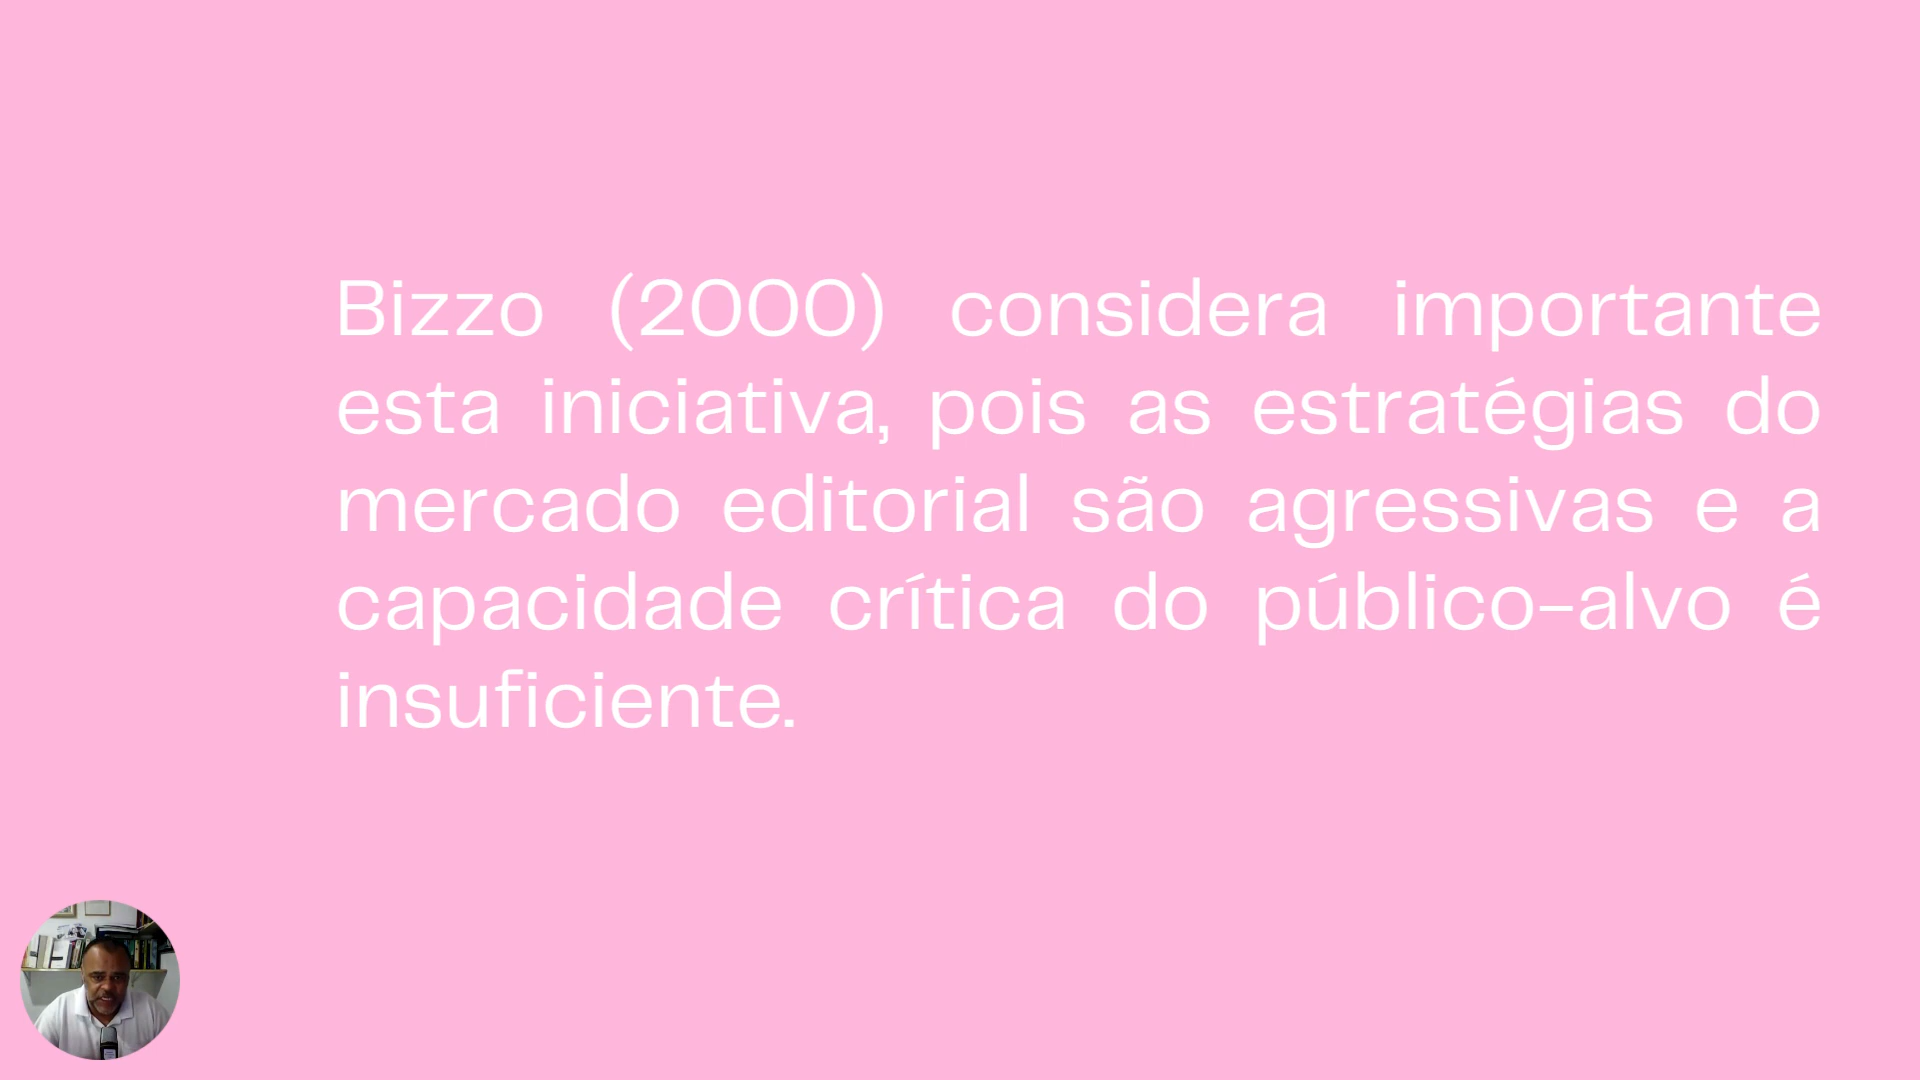 Bizzo (2000) considera importante
esta iniciativa, pois as estratégias do
mercado editorial são agressivas e a
capacidade crítica do público-alvo é
insuficiente.